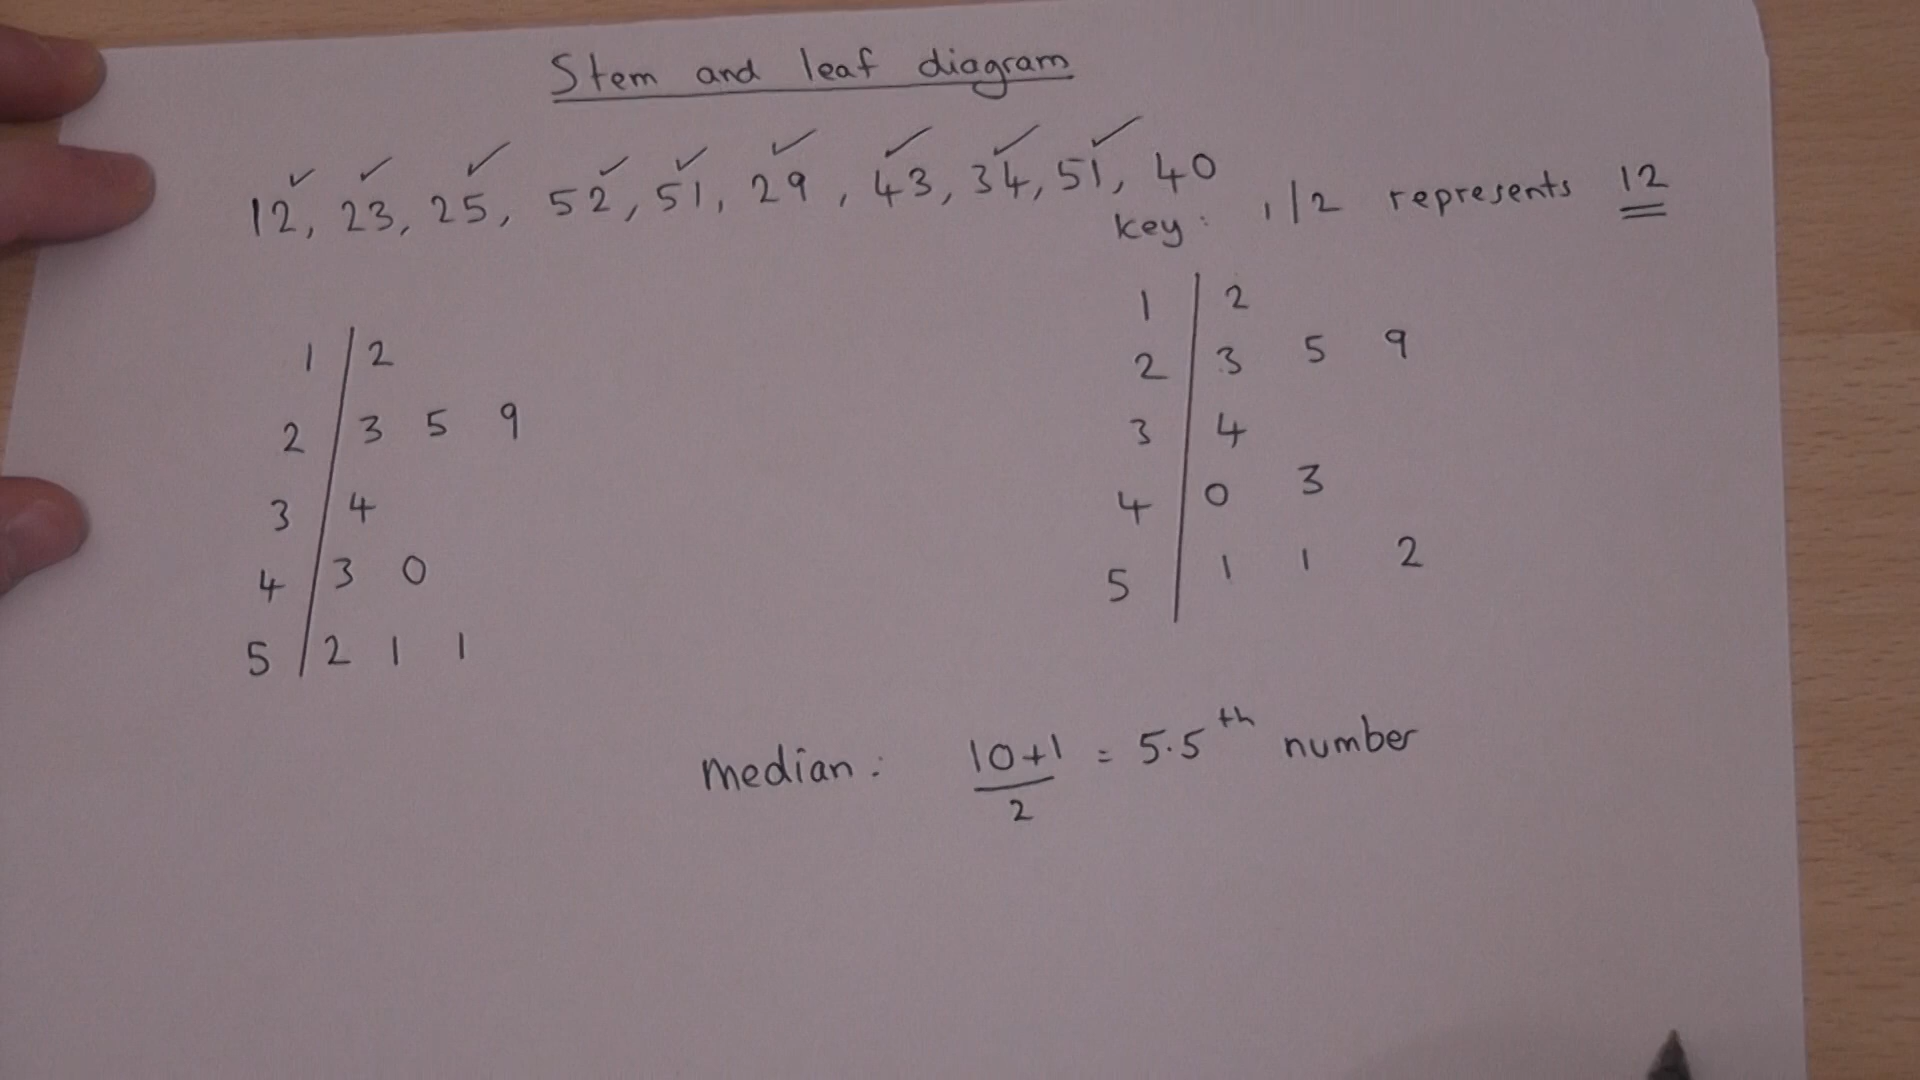 Stem and leaf diagram
12, 23, 25, 52, 51, 29, 43, 34, 51, 40
key: 1/2 represents 12
1 | 2
2 | 3 5 9
3 | 4
4 | 3 0
5 | 2 1 1
1 | 2
2 | 3 5 9
3 | 4
4 | 0 3
5 | 1 1 2
median: 10+1/2 = 5.5th number